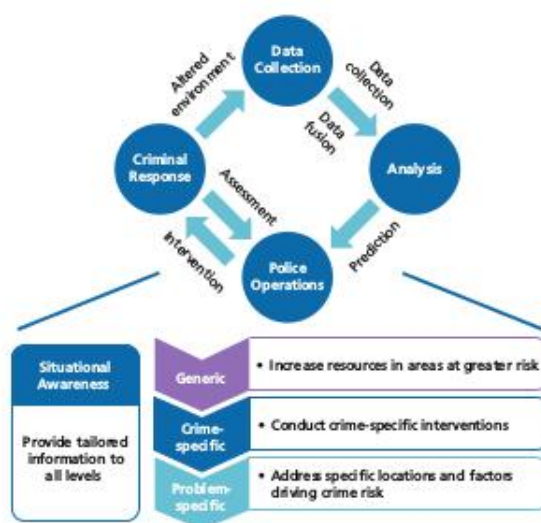 Data
Collection
Altered
environment
Data
collection
Data
fusion
Criminal
Response
Analysis
Assessment
Intervention
Prediction
Police
Operations
Situational
Awareness
Provide tailored
information to
all levels
Generic
• Increase resources in areas at greater risk
Crime-
specific
• Conduct crime-specific interventions
Problem-
specific
• Address specific locations and factors
driving crime risk